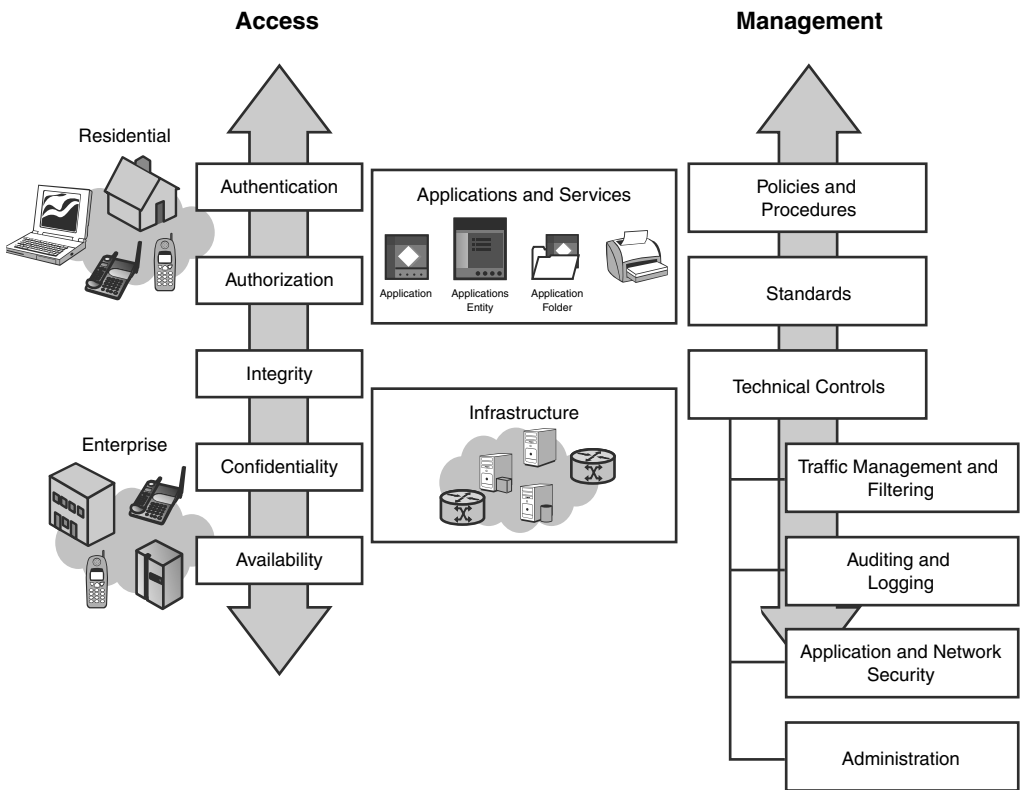 Access
Management
Residential
Authentication
Authorization
Integrity
Enterprise
Confidentiality
Availability
Applications and Services
Application
Applications
Entity
Application
Folder
Infrastructure
Policies and
Procedures
Standards
Technical Controls
Traffic Management and
Filtering
Auditing and
Logging
Application and Network
Security
Administration